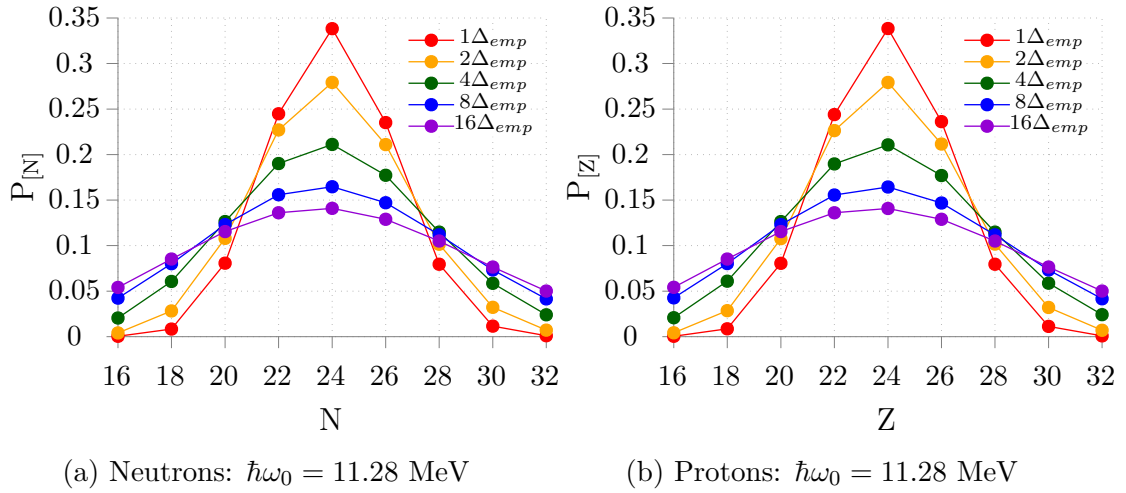 0.35
0.3
0.25
0.2
0.15
0.1
0.05
0
P[N]
16 18 20 22 24 26 28 30 32
N
1Δemp
2Δemp
4Δemp
8Δemp
16Δemp
(a) Neutrons: ℏω0 = 11.28 MeV
0.35
0.3
0.25
0.2
0.15
0.1
0.05
0
P[Z]
16 18 20 22 24 26 28 30 32
Z
1Δemp
2Δemp
4Δemp
8Δemp
16Δemp
(b) Protons: ℏω0 = 11.28 MeV